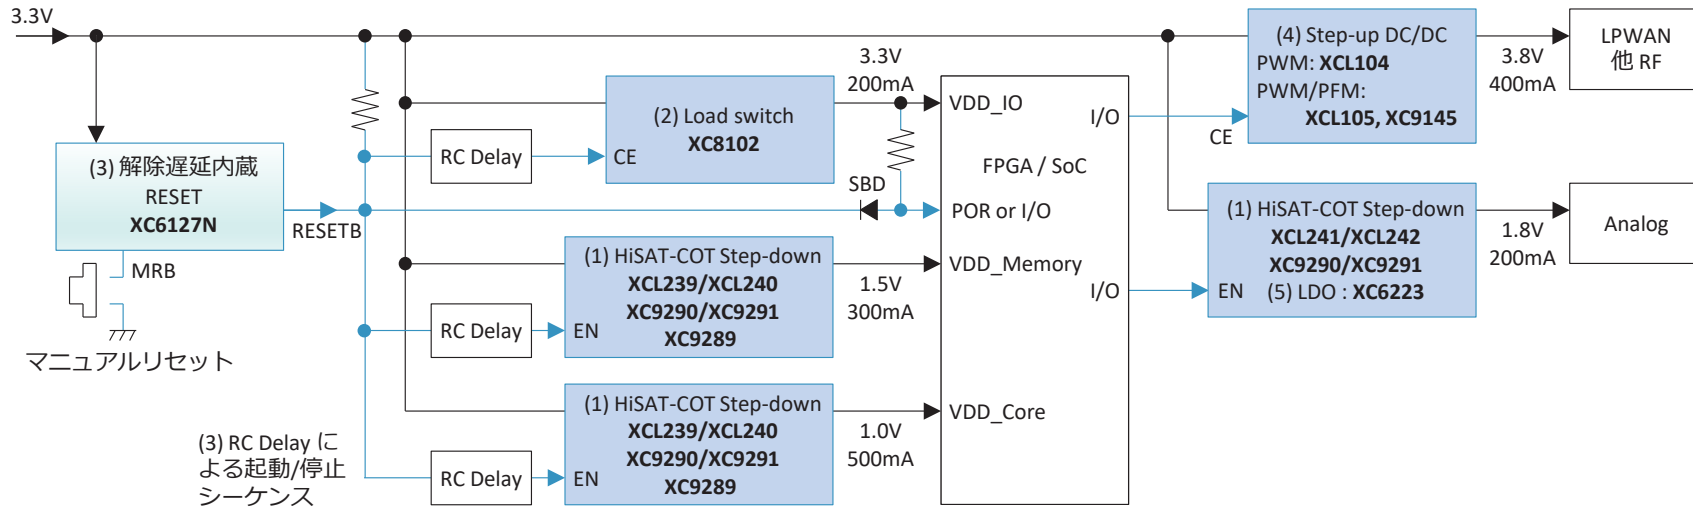 3.3V
(3) 解除遅延内蔵
RESET
XC6127N
RESETB
MRB
マニュアルリセット
(3) RC Delay に
よる起動/停止
シーケンス
RC Delay
(2) Load switch
XC8102
CE
3.3V
200mA
SBD
RC Delay
(1) HiSAT-COT Step-down
XCL239/XCL240
XC9290/XC9291
XC9289
EN
1.5V
300mA
RC Delay
(1) HiSAT-COT Step-down
XCL239/XCL240
XC9290/XC9291
XC9289
EN
1.0V
500mA
VDD_IO
I/O
FPGA / SoC
POR or I/O
VDD_Memory
I/O
VDD_Core
(4) Step-up DC/DC
PWM: XCL104
PWM/PFM:
XCL105, XC9145
CE
3.8V
400mA
LPWAN
他 RF
(1) HiSAT-COT Step-down
XCL241/XCL242
XC9290/XC9291
EN
(5) LDO : XC6223
1.8V
200mA
Analog